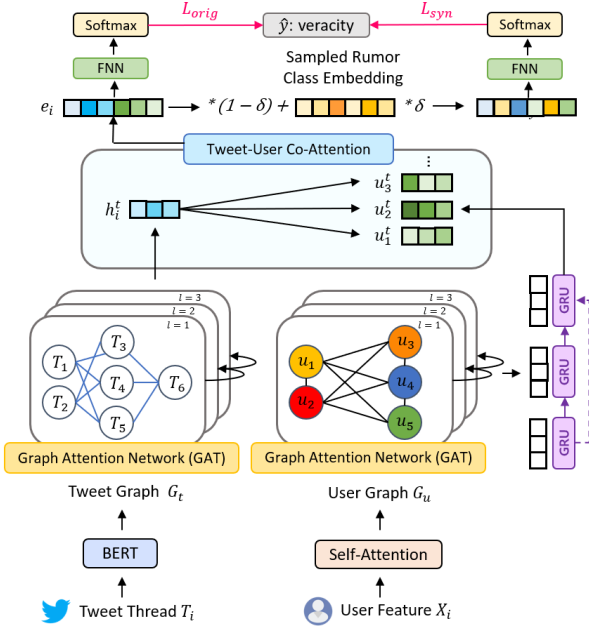 Softmax
L_orig
ŷ: veracity
L_syn
Softmax
FNN
Sampled Rumor
Class Embedding
FNN
e_i
*(1 − δ) +
*δ
Tweet-User Co-Attention
⋮
u_3^t
h_i^t
u_2^t
u_1^t
l = 3
l = 2
l = 1
l = 3
l = 2
l = 1
GRU
GRU
GRU
T_1
T_2
T_3
T_4
T_5
T_6
u_1
u_2
u_3
u_4
u_5
Graph Attention Network (GAT)
Graph Attention Network (GAT)
Tweet Graph G_t
User Graph G_u
BERT
Self-Attention
Tweet Thread T_i
User Feature X_i